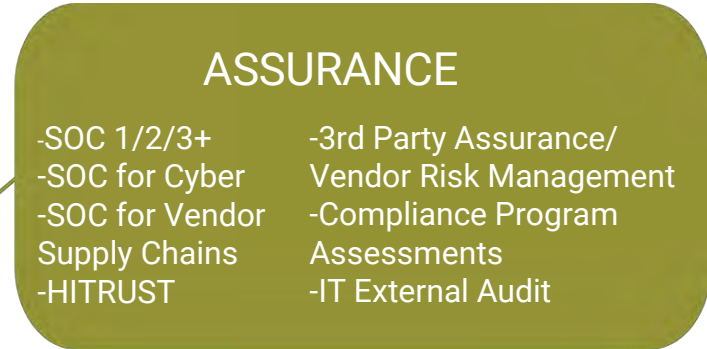 ASSURANCE
-SOC 1/2/3+
-SOC for Cyber
-SOC for Vendor
Supply Chains
-HITRUST
-3rd Party Assurance/
Vendor Risk Management
-Compliance Program
Assessments
-IT External Audit